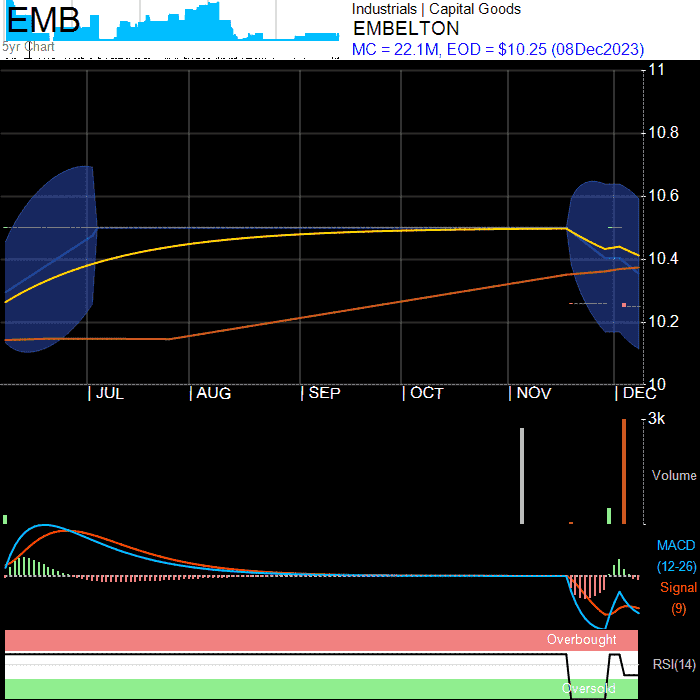 EMB
5yr Chart
Industrials | Capital Goods
EMBELTON
MC = 22.1M, EOD = $10.25 (08Dec2023)
11
10.8
10.6
10.4
10.2
10
JUL
AUG
SEP
OCT
NOV
DEC
3k
Volume
MACD
(12-26)
Signal
(9)
Overbought
RSI(14)
Oversold